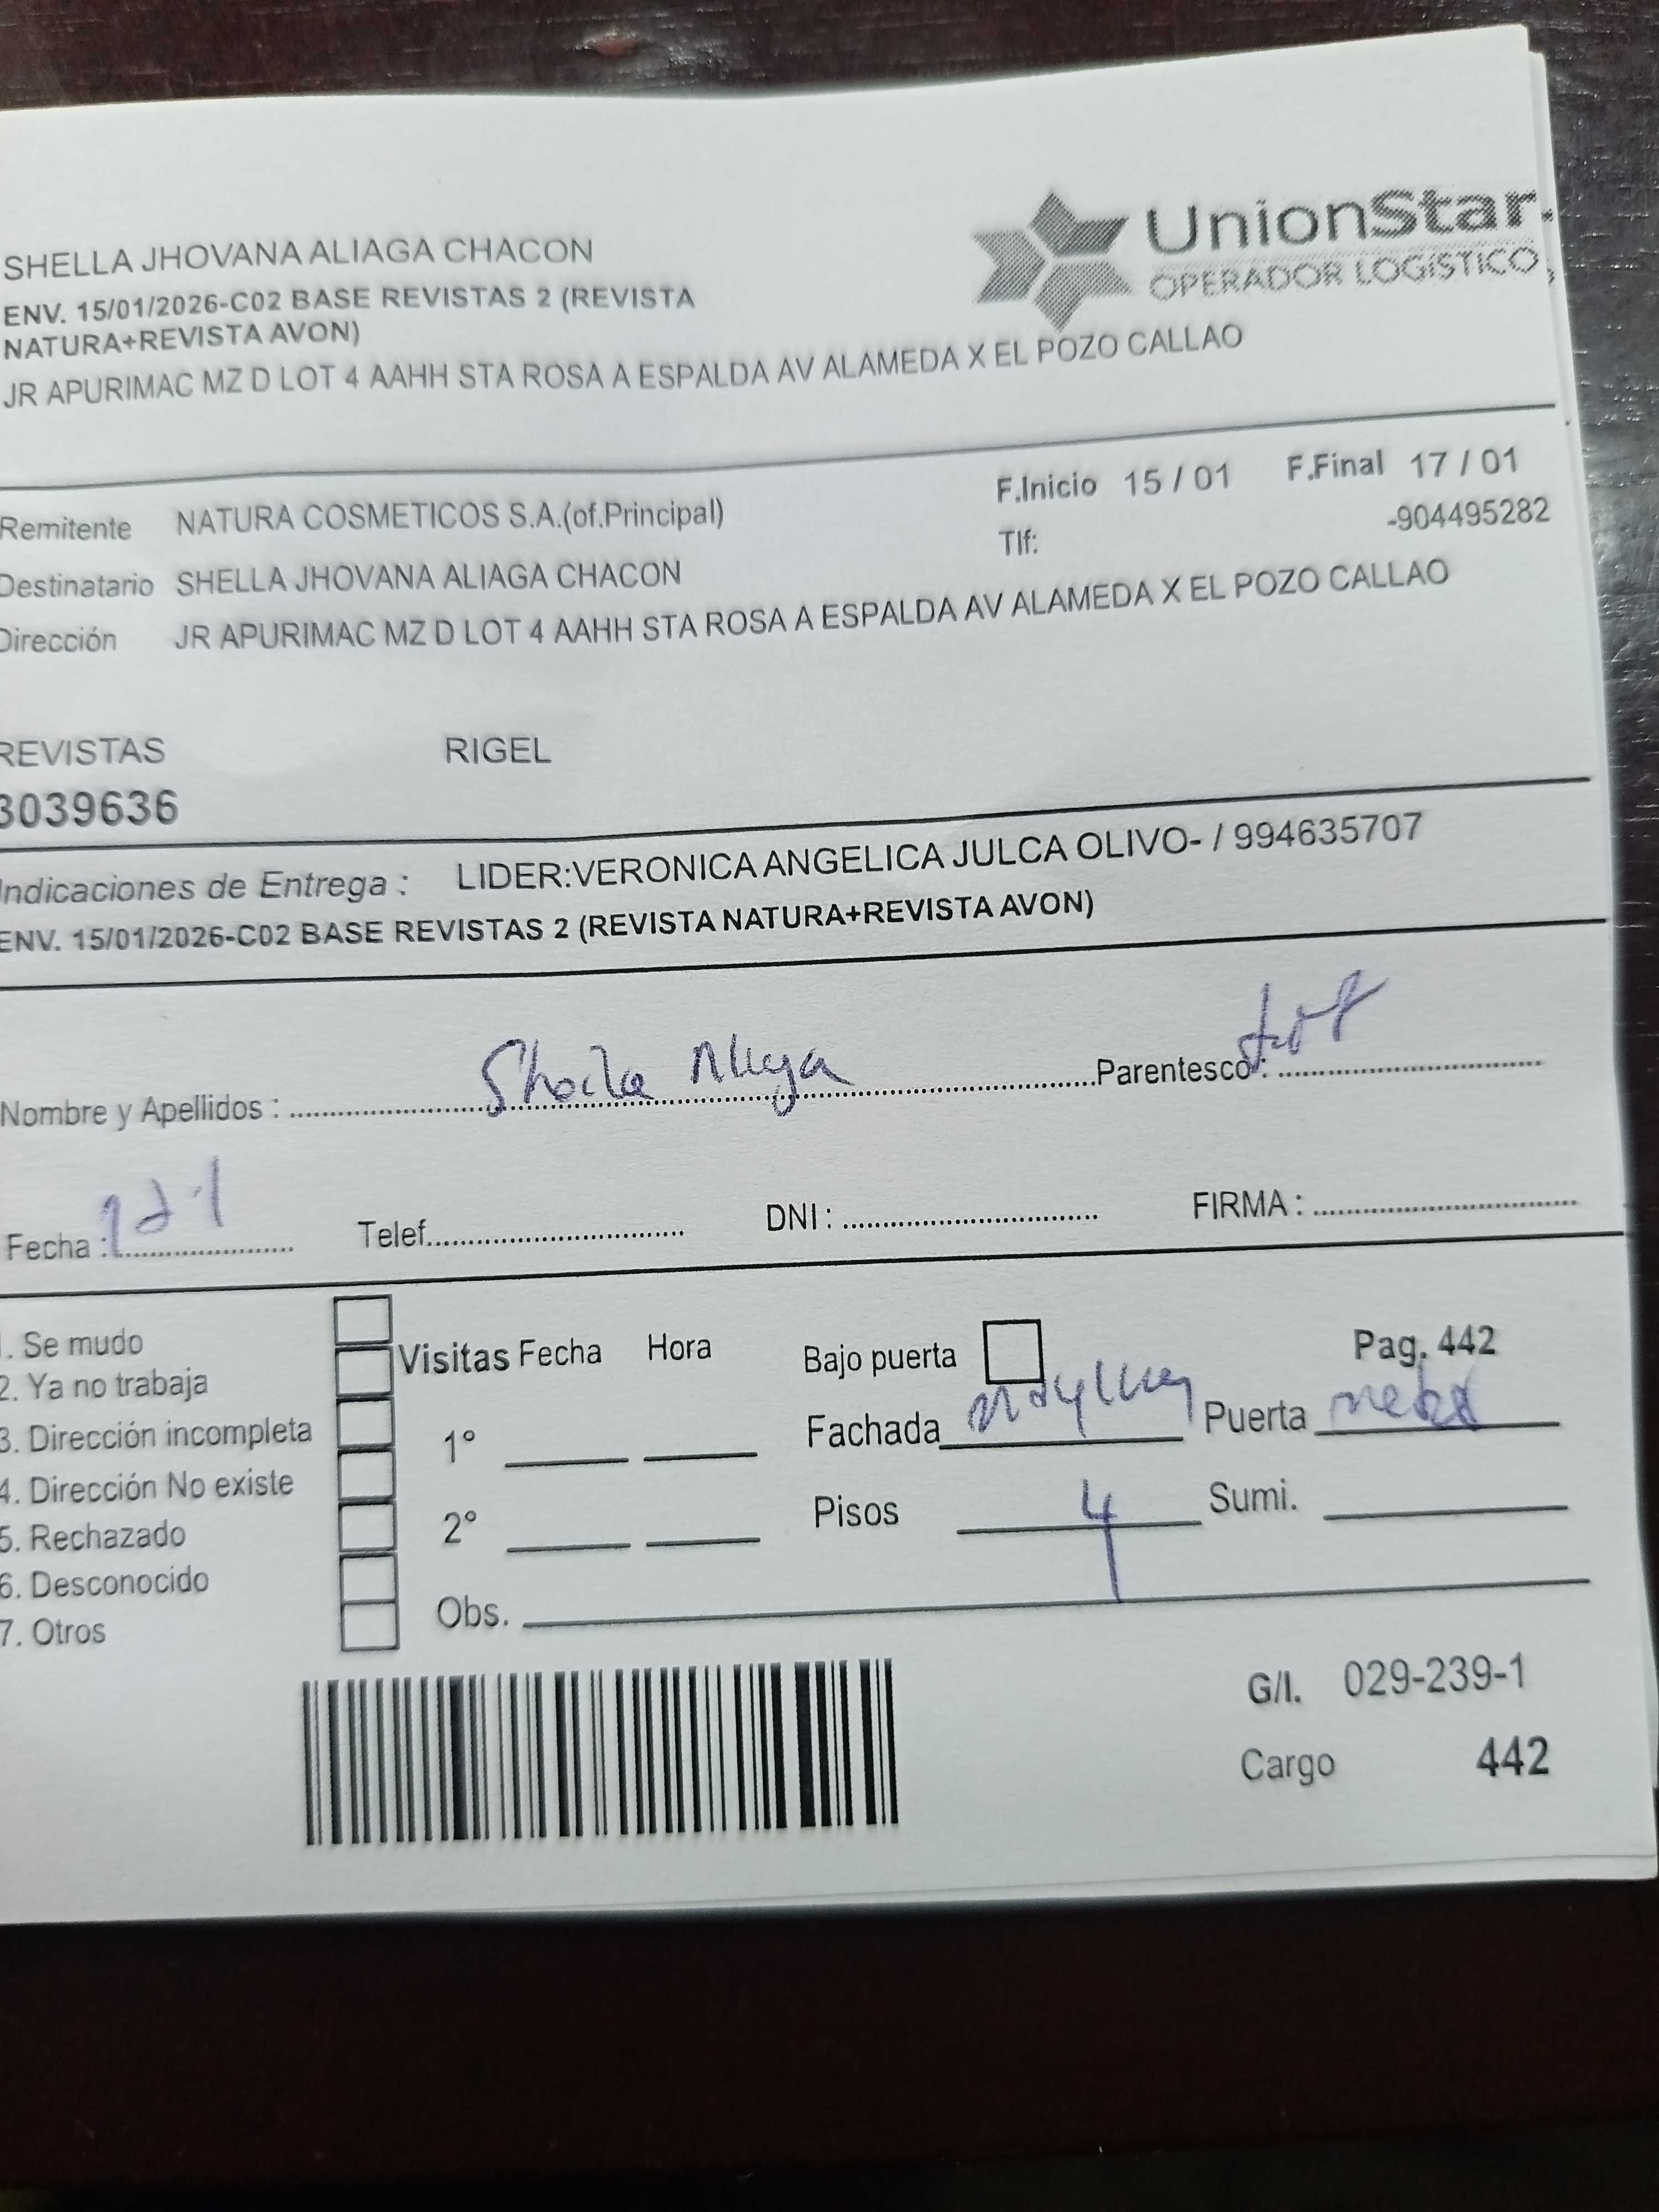 SHELLA JHOVANA ALIAGA CHACON
UnionStar.
OPERADOR LOGÍSTICO
ENV. 15/01/2026-C02 BASE REVISTAS 2 (REVISTA
NATURA+REVISTA AVON)
JR APURIMAC MZ D LOT 4 AAHH STA ROSA A ESPALDA AV ALAMEDA X EL POZO CALLAO
F.Inicio 15 / 01 F.Final 17 / 01
Remitente NATURA COSMETICOS S.A.(of.Principal)
Tlf: -904495282
Destinatario SHELLA JHOVANA ALIAGA CHACON
Dirección JR APURIMAC MZ D LOT 4 AAHH STA ROSA A ESPALDA AV ALAMEDA X EL POZO CALLAO
REVISTAS RIGEL
3039636
Indicaciones de Entrega : LIDER:VERONICA ANGELICA JULCA OLIVO- / 994635707
ENV. 15/01/2026-C02 BASE REVISTAS 2 (REVISTA NATURA+REVISTA AVON)
Nombre y Apellidos : Parentesco :
Fecha : Telef. DNI : FIRMA :
1. Se mudo
2. Ya no trabaja
3. Dirección incompleta
4. Dirección No existe
5. Rechazado
6. Desconocido
7. Otros
Visitas Fecha Hora
1°
2°
Obs.
Bajo puerta Pag. 442
Fachada Puerta
Pisos 4 Sumi.
G/I. 029-239-1
Cargo 442